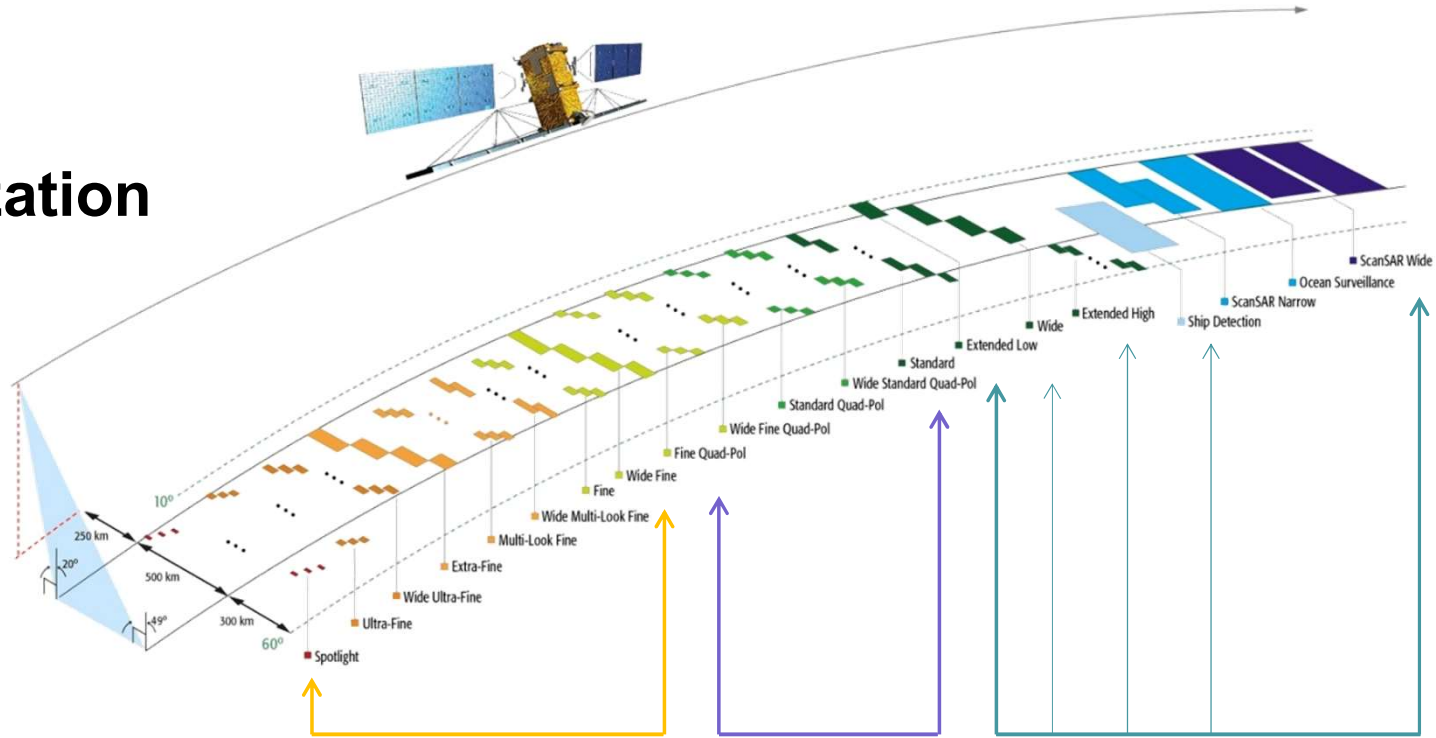 zation
10°
250 km
20°
500 km
49°
300 km
60°
Spotlight
Ultra-Fine
Wide Ultra-Fine
Extra-Fine
Multi-Look Fine
Wide Multi-Look Fine
Fine
Wide Fine
Fine Quad-Pol
Wide Fine Quad-Pol
Standard Quad-Pol
Wide Standard Quad-Pol
Standard
Extended Low
Wide
Extended High
Ship Detection
ScanSAR Narrow
Ocean Surveillance
ScanSAR Wide